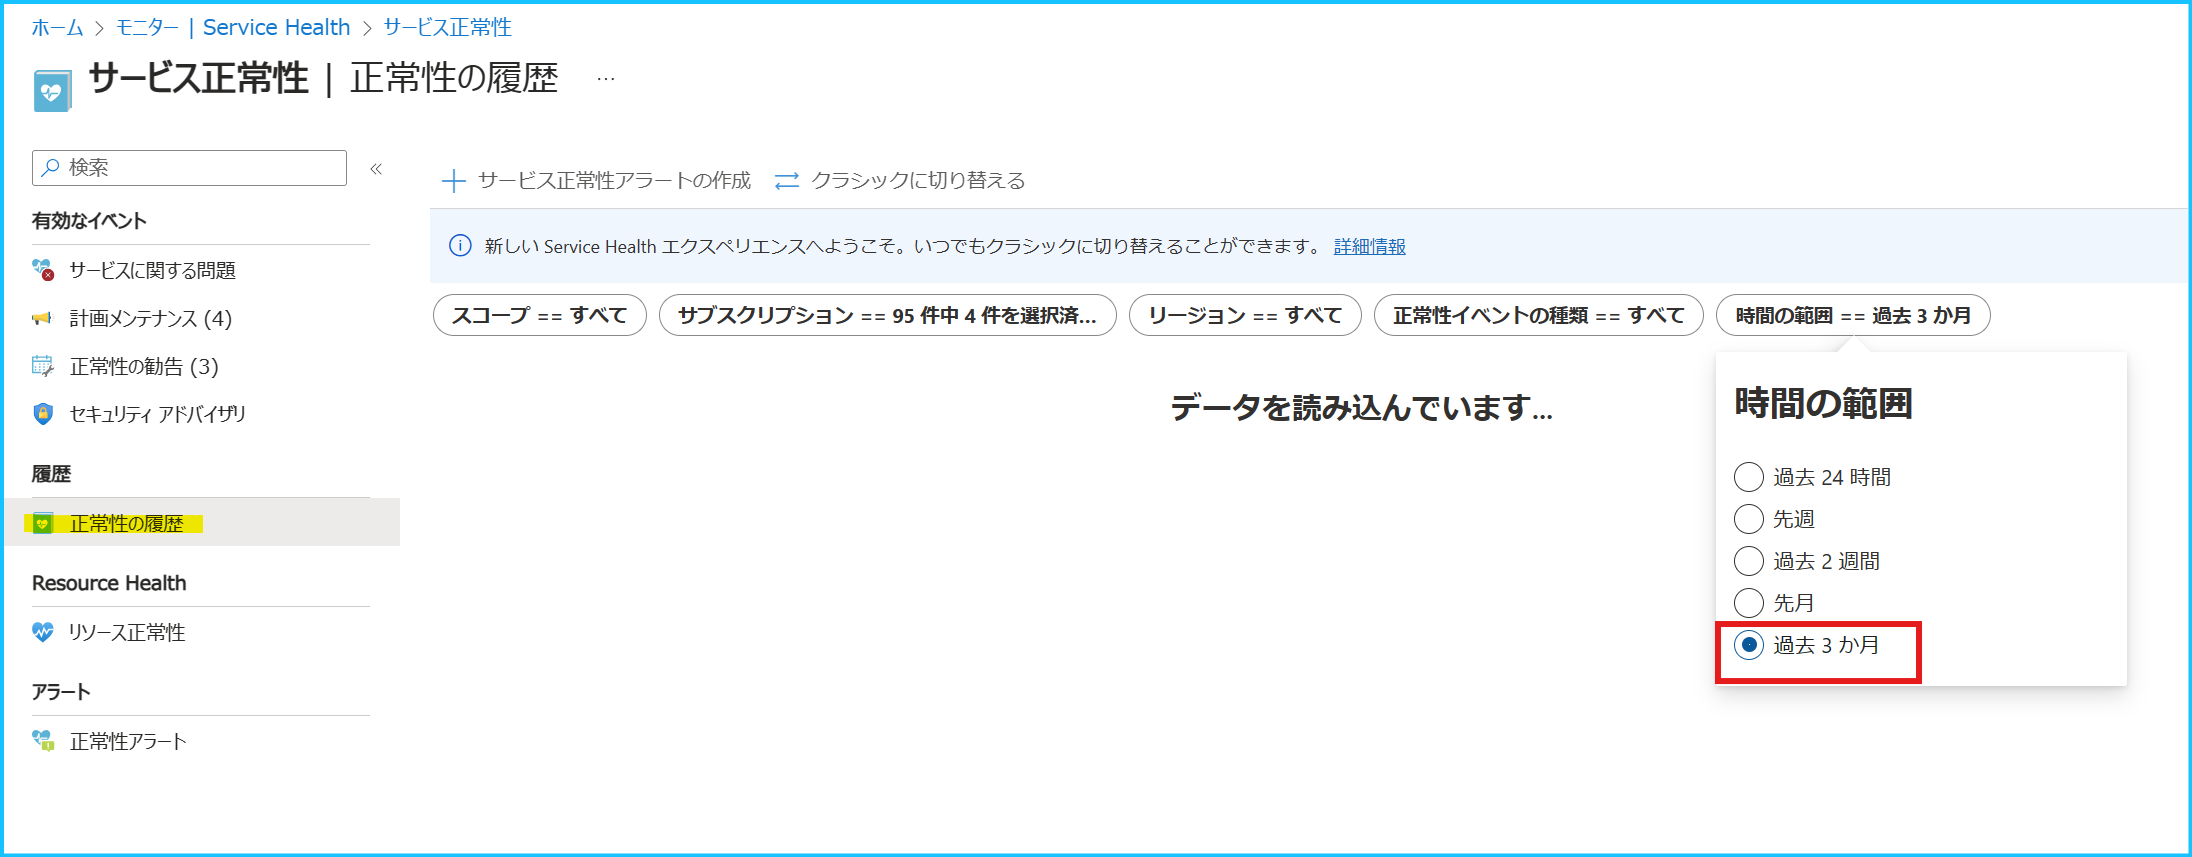 ホーム > モニター | Service Health > サービス正常性
サービス正常性 | 正常性の履歴 ...
検索 «
+ サービス正常性アラートの作成 クラシックに切り替える
新しい Service Health エクスペリエンスへようこそ。いつでもクラシックに切り替えることができます。 詳細情報
スコープ == すべて サブスクリプション == 95 件中 4 件を選択済... リージョン == すべて 正常性イベントの種類 == すべて 時間の範囲 == 過去 3 か月
有効なイベント
サービスに関する問題
計画メンテナンス (4)
正常性の勧告 (3)
セキュリティ アドバイザリ
履歴
正常性の履歴
Resource Health
リソース正常性
アラート
正常性アラート
データを読み込んでいます...
時間の範囲
過去 24 時間
先週
過去 2 週間
先月
過去 3 か月